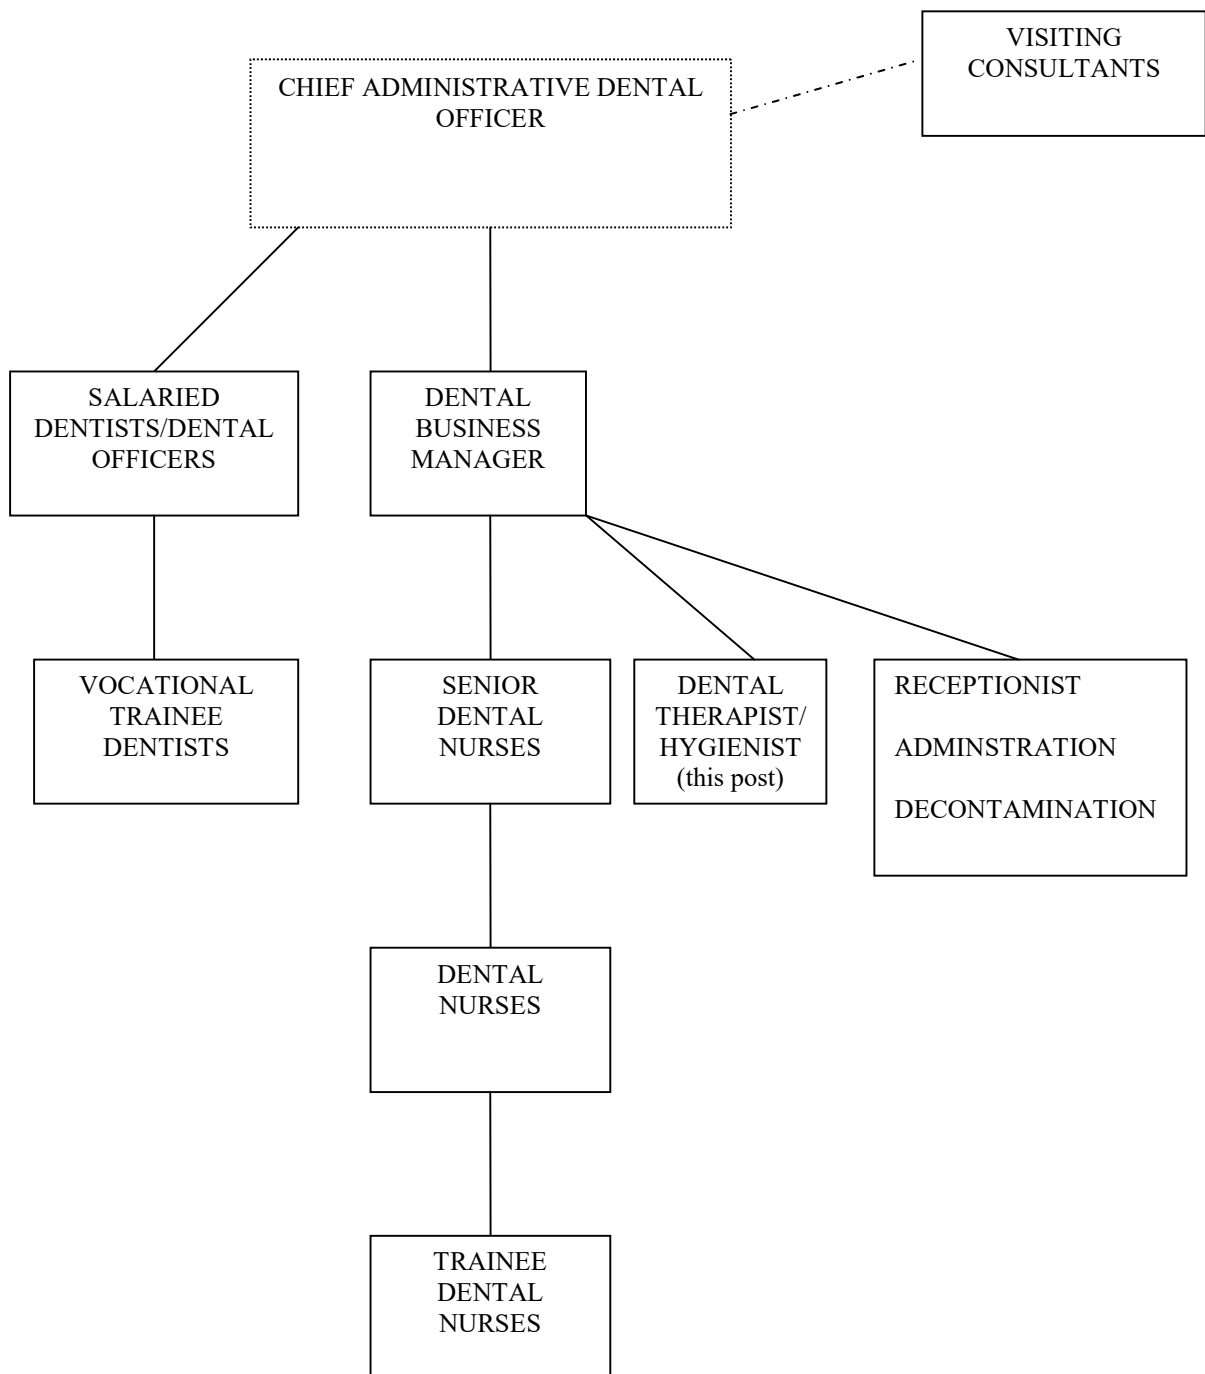 VISITING
CONSULTANTS
CHIEF ADMINISTRATIVE DENTAL
OFFICER
SALARIED
DENTISTS/DENTAL
OFFICERS
DENTAL
BUSINESS
MANAGER
VOCATIONAL
TRAINEE
DENTISTS
SENIOR
DENTAL
NURSES
DENTAL
THERAPIST/
HYGIENIST
(this post)
RECEPTIONIST
ADMINSTRATION
DECONTAMINATION
DENTAL
NURSES
TRAINEE
DENTAL
NURSES